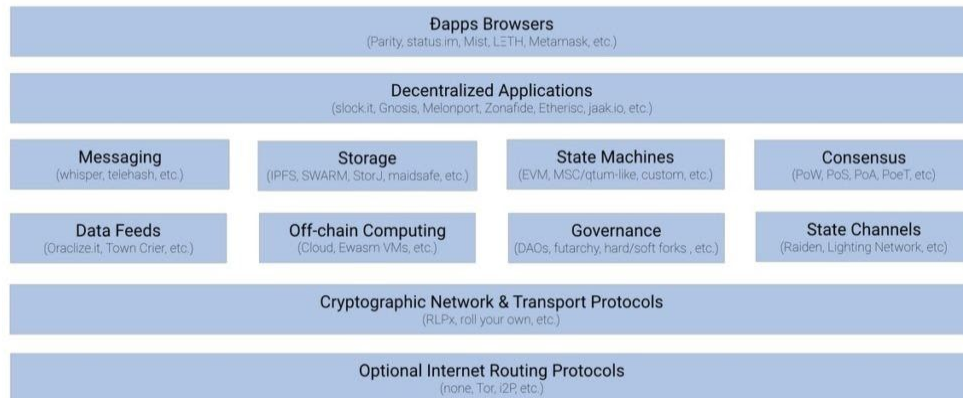 Ðapps Browsers
(Parity, status.im, Mist, LΞTH, Metamask, etc.)
Decentralized Applications
(slock.it, Gnosis, Melonport, Zonafide, Etherisc, jaak.io, etc.)
Messaging
(whisper, telehash, etc.)
Storage
(IPFS, SWARM, StorJ, maidsafe, etc.)
State Machines
(EVM, MSC/qtum-like, custom, etc.)
Consensus
(PoW, PoS, PoA, PoeT, etc)
Data Feeds
(Oraclize.it, Town Crier, etc.)
Off-chain Computing
(Cloud, Ewasm VMs, etc.)
Governance
(DAOs, futarchy, hard/soft forks , etc.)
State Channels
(Raiden, Lighting Network, etc)
Cryptographic Network & Transport Protocols
(RLPx, roll your own, etc.)
Optional Internet Routing Protocols
(none, Tor, i2P, etc.)